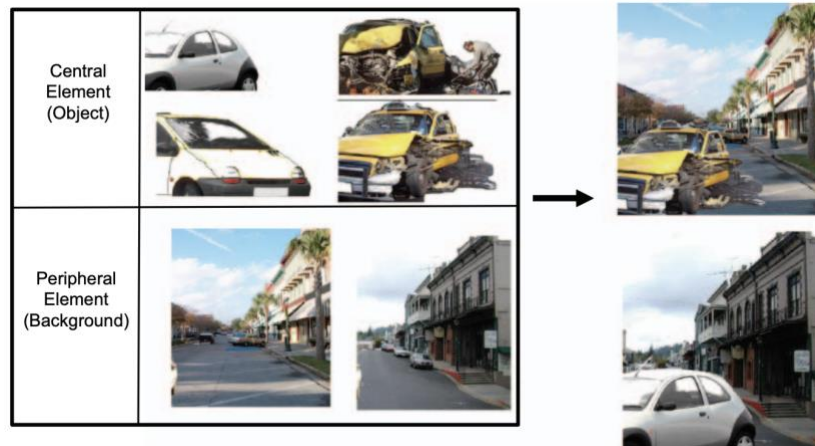 Central
Element
(Object)
Peripheral
Element
(Background)